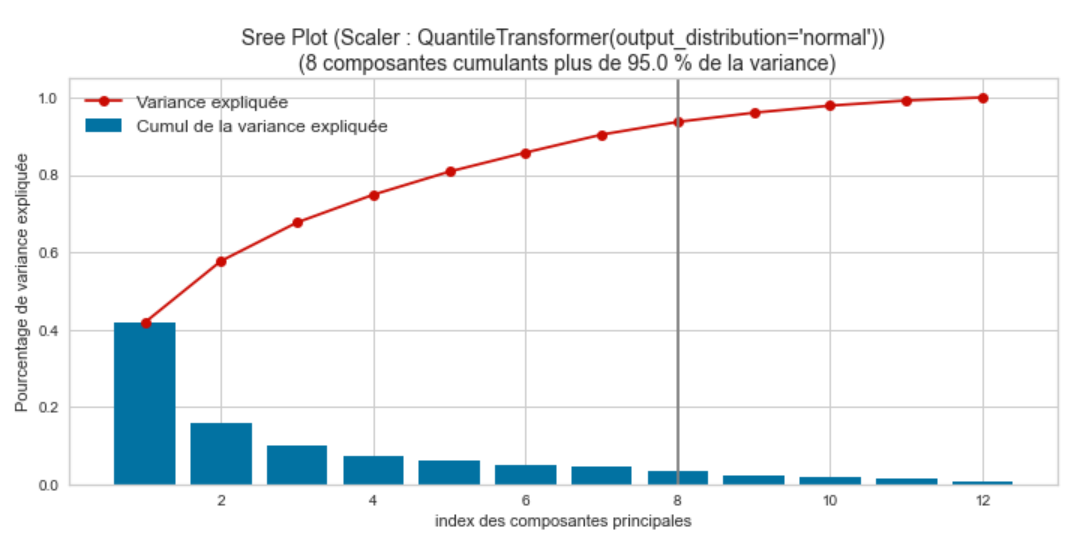 Sree Plot (Scaler : QuantileTransformer(output_distribution='normal'))
(8 composantes cumulants plus de 95.0 % de la variance)
Variance expliquée
Cumul de la variance expliquée
Pourcentage de variance expliquée
1.0
0.8
0.6
0.4
0.2
0.0
2 4 6 8 10 12
index des composantes principales